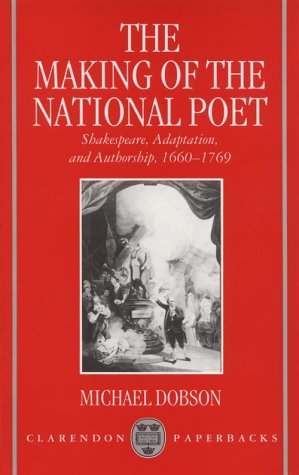 THE
MAKING OF THE
NATIONAL POET
Shakespeare, Adaptation,
and Authorship, 1660–1769
MICHAEL DOBSON
CLARENDON PAPERBACKS